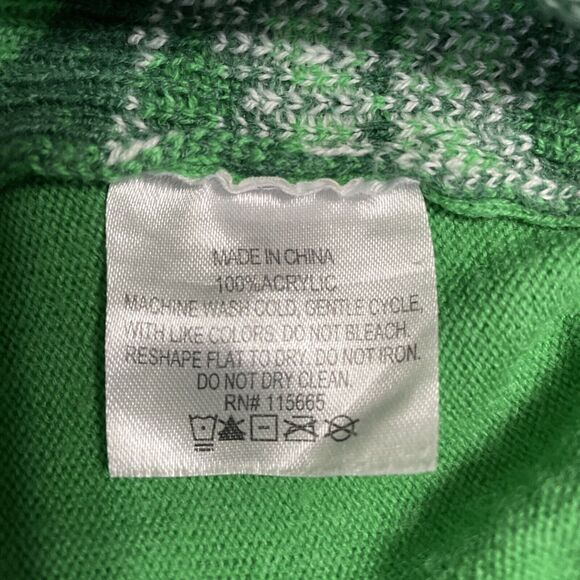 MADE IN CHINA
100%ACRYLIC
MACHINE WASH COLD, GENTLE CYCLE,
WITH LIKE COLORS. DO NOT BLEACH.
RESHAPE FLAT TO DRY. DO NOT IRON.
DO NOT DRY CLEAN.
RN# 115665